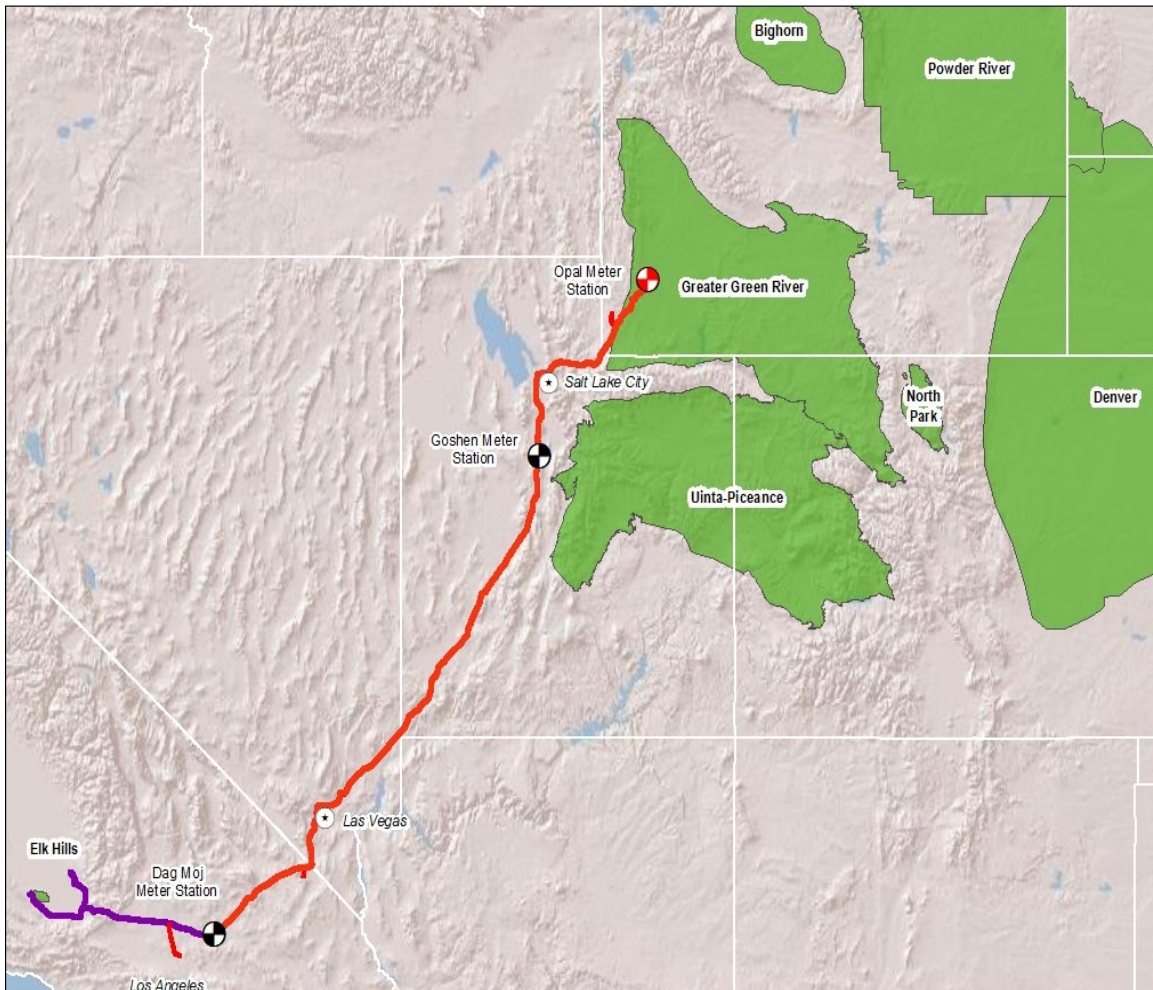 Bighorn
Powder River
Opal Meter
Station
Greater Green River
Salt Lake City
North
Park
Denver
Goshen Meter
Station
Uinta-Piceance
Las Vegas
Elk Hills
Dag Moj
Meter Station
Los Angeles